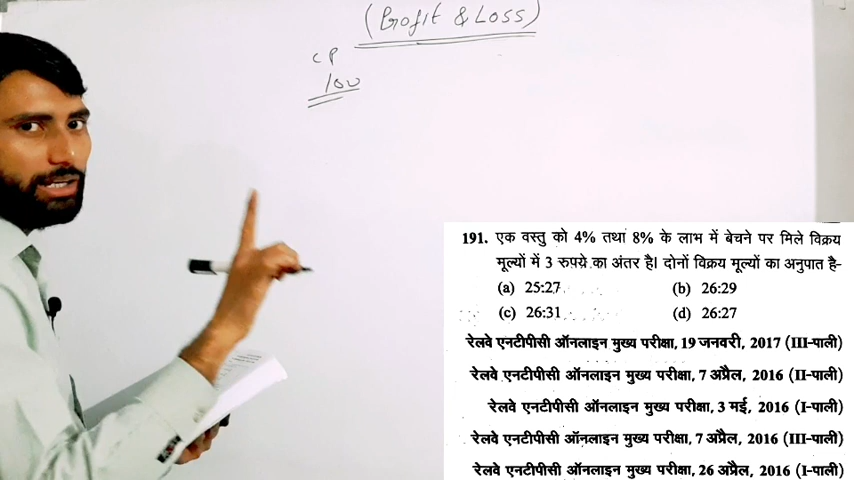 (Profit & Loss)
CP
100
191. एक वस्तु को 4% तथा 8% के लाभ में बेचने पर मिले विक्रय
मूल्यों में 3 रुपये का अंतर है। दोनों विक्रय मूल्यों का अनुपात है-
(a) 25:27 (b) 26:29
(c) 26:31 (d) 26:27
रेलवे एनटीपीसी ऑनलाइन मुख्य परीक्षा, 19 जनवरी, 2017 (III-पाली)
रेलवे एनटीपीसी ऑनलाइन मुख्य परीक्षा, 7 अप्रैल, 2016 (II-पाली)
रेलवे एनटीपीसी ऑनलाइन मुख्य परीक्षा, 3 मई, 2016 (I-पाली)
रेलवे एनटीपीसी ऑनलाइन मुख्य परीक्षा, 7 अप्रैल, 2016 (III-पाली)
रेलवे एनटीपीसी ऑनलाइन मुख्य परीक्षा, 26 अप्रैल, 2016 (I-पाली)